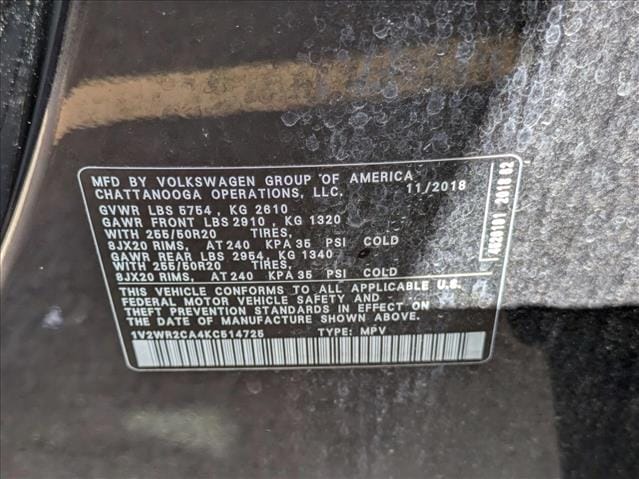 MFD BY VOLKSWAGEN GROUP OF AMERICA
CHATTANOOGA OPERATIONS, LLC. 11/2018
GVWR LBS 5754 , KG 2610
GAWR FRONT LBS 2910 , KG 1320
WITH 255/50R20 TIRES,
8JX20 RIMS, AT 240 KPA 35 PSI COLD
GAWR REAR LBS 2954, KG 1340
WITH 255/50R20 TIRES,
8JX20 RIMS, AT 240 KPA 35 PSI COLD
THIS VEHICLE CONFORMS TO ALL APPLICABLE U.S.
FEDERAL MOTOR VEHICLE SAFETY AND
THEFT PREVENTION STANDARDS IN EFFECT ON
THE DATE OF MANUFACTURE SHOWN ABOVE.
1V2WR2CA4KC514725 TYPE: MPV
2018